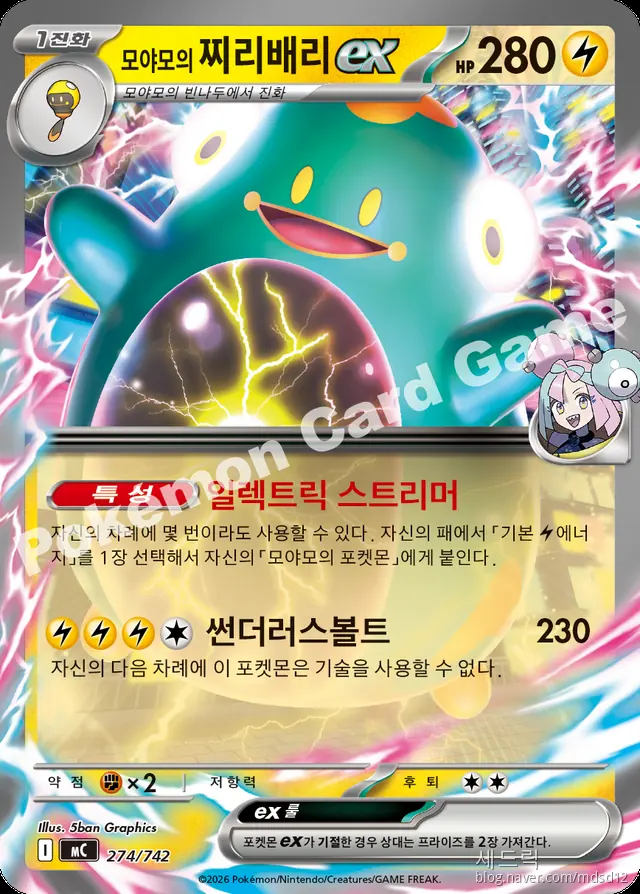 1진화
모야모의 찌리배리 ex HP 280
모야모의 빈나두에서 진화
Pokémon Card Game
특성 일렉트릭 스트리머
자신의 차례에 몇 번이라도 사용할 수 있다. 자신의 패에서 「기본 에너
지」를 1장 선택해서 자신의 「모야모의 포켓몬」에게 붙인다.
썬더러스볼트 230
자신의 다음 차례에 이 포켓몬은 기술을 사용할 수 없다.
약점 ×2 저항력 후퇴
ex 룰
포켓몬 ex가 기절한 경우 상대는 프라이즈를 2장 가져간다.
Illus. 5ban Graphics
I mC 274/742
©2026 Pokémon/Nintendo/Creatures/GAME FREAK.
세드릭
blog.naver.com/mdsd12